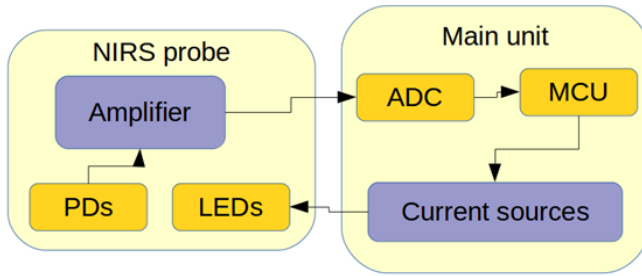 NIRS probe
Amplifier
PDs
LEDs
Main unit
ADC
MCU
Current sources